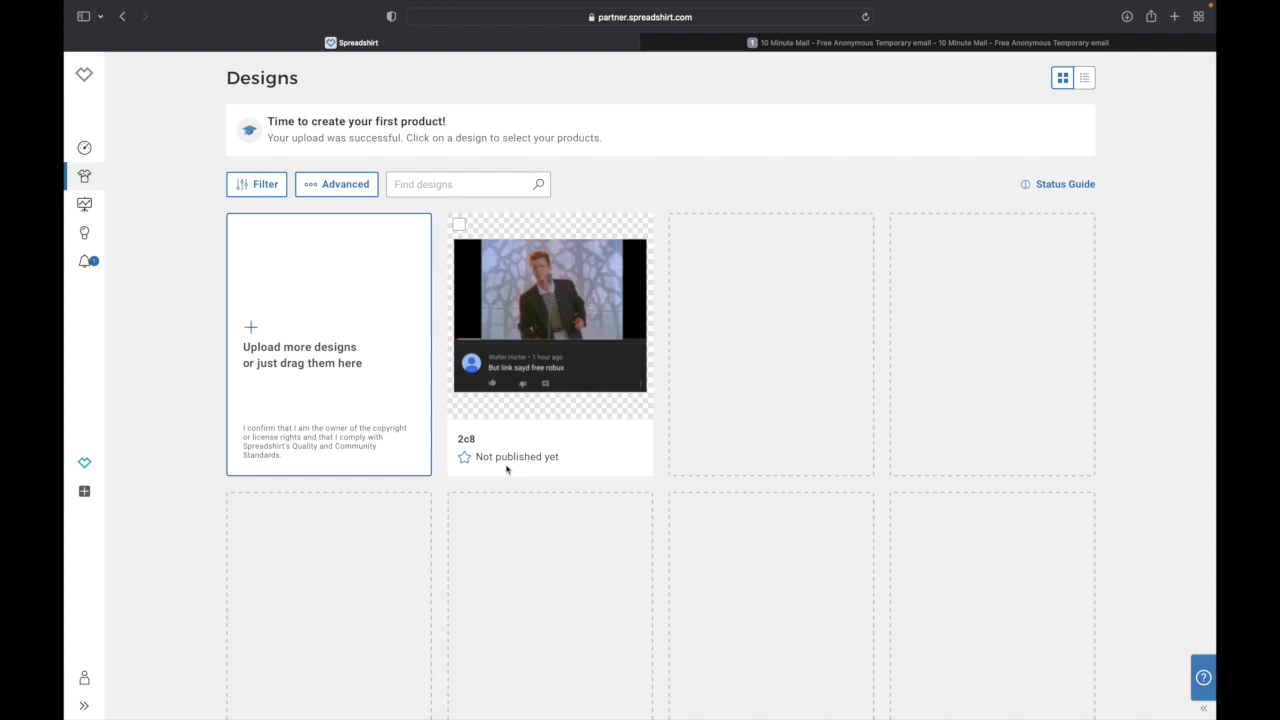 partner.spreadshirt.com
Spreadshirt
1 10 Minute Mail - Free Anonymous Temporary email - 10 Minute Mail - Free Anonymous Temporary email
Designs
Time to create your first product!
Your upload was successful. Click on a design to select your products.
Filter
Advanced
Find designs
Status Guide
Upload more designs
or just drag them here
I confirm that I am the owner of the copyright
or license rights and that I comply with
Spreadshirt's Quality and Community
Standards.
Walter Harter • 1 hour ago
But link sayd free robux
2c8
Not published yet